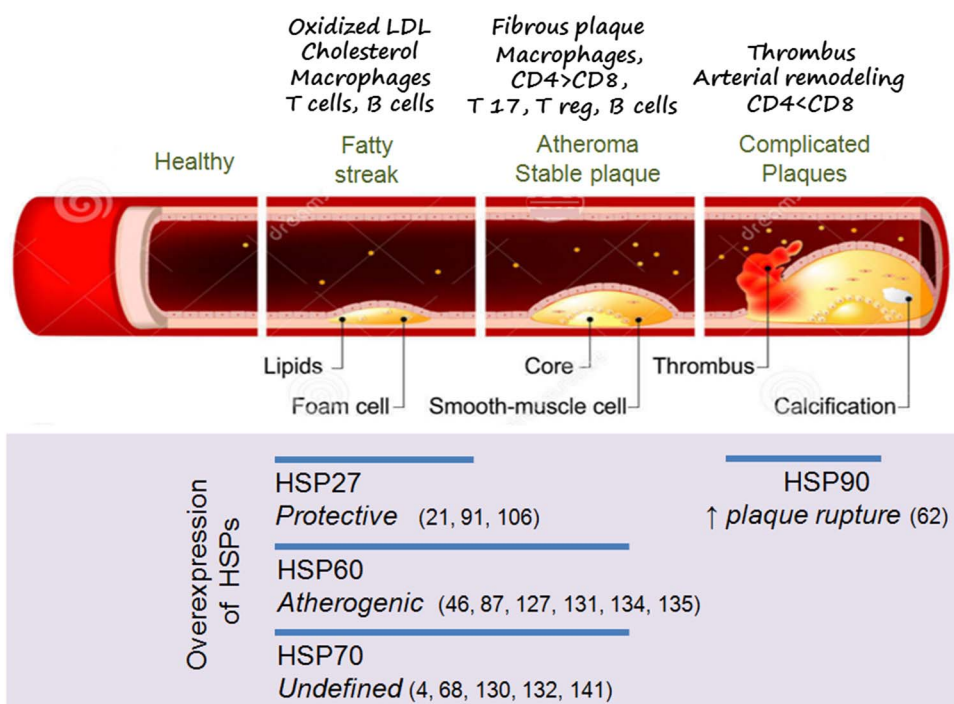 Oxidized LDL
Cholesterol
Macrophages
T cells, B cells
Fibrous plaque
Macrophages,
CD4>CD8,
T 17, T reg, B cells
Thrombus
Arterial remodeling
CD4<CD8
Healthy
Fatty
streak
Atheroma
Stable plaque
Complicated
Plaques
Lipids
Foam cell
Core
Smooth-muscle cell
Thrombus
Calcification
Overexpression
of HSPs
HSP27
Protective (21, 91, 106)
HSP60
Atherogenic (46, 87, 127, 131, 134, 135)
HSP70
Undefined (4, 68, 130, 132, 141)
HSP90
↑ plaque rupture (62)